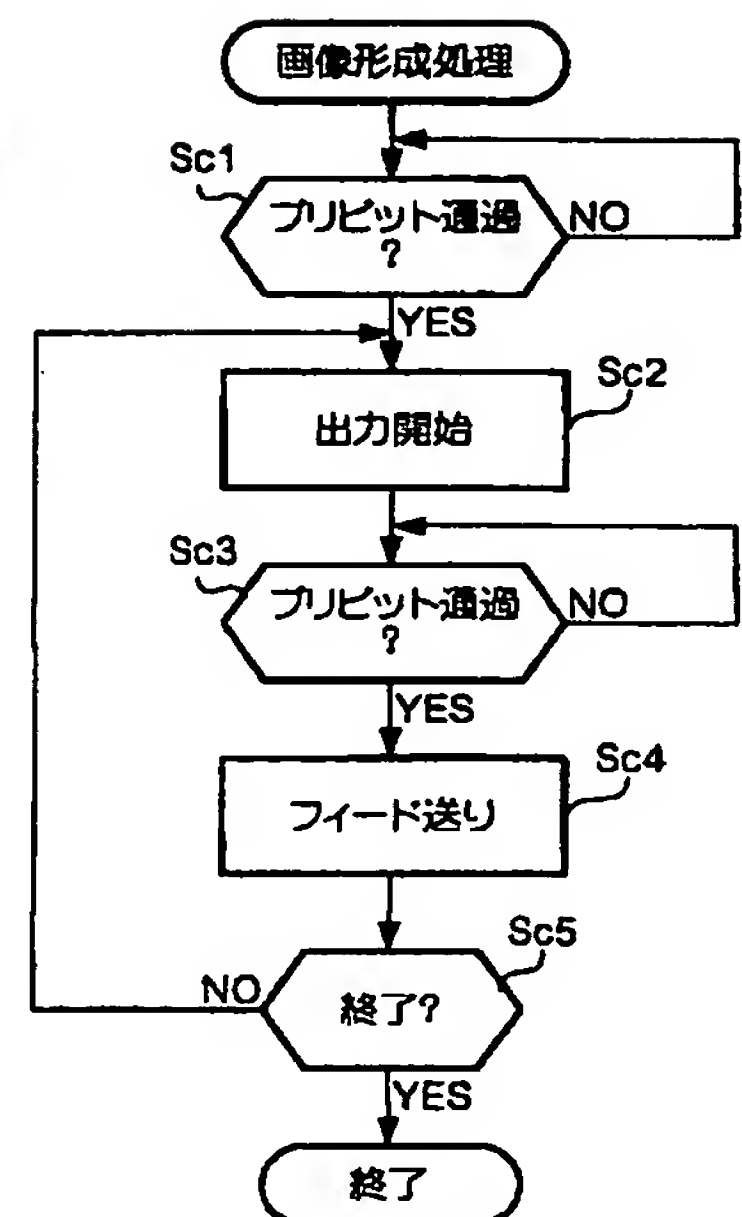 画像形成処理
Sc1
プリピット通過
?
NO
YES
Sc2
出力開始
Sc3
プリピット通過
?
NO
YES
Sc4
フィード送り
Sc5
NO
終了?
YES
終了